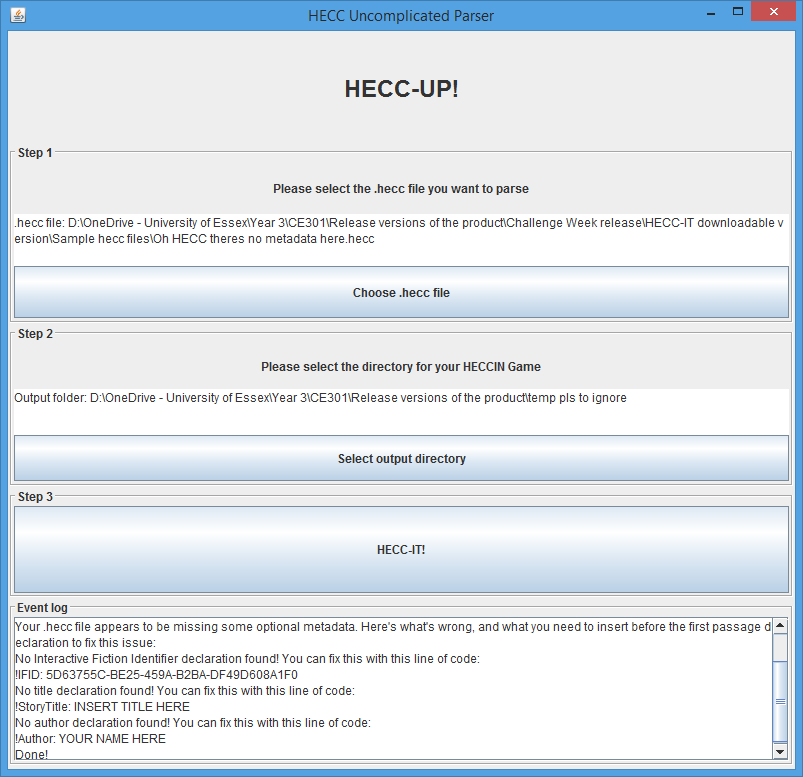 HECC Uncomplicated Parser
HECC-UP!
Step 1
Please select the .hecc file you want to parse
.hecc file: D:\OneDrive - University of Essex\Year 3\CE301\Release versions of the product\Challenge Week release\HECC-IT downloadable v
ersion\Sample hecc files\Oh HECC theres no metadata here.hecc
Choose .hecc file
Step 2
Please select the directory for your HECCIN Game
Output folder: D:\OneDrive - University of Essex\Year 3\CE301\Release versions of the product\temp pls to ignore
Select output directory
Step 3
HECC-IT!
Event log
Your .hecc file appears to be missing some optional metadata. Here's what's wrong, and what you need to insert before the first passage d
eclaration to fix this issue:
No Interactive Fiction Identifier declaration found! You can fix this with this line of code:
!IFID: 5D63755C-BE25-459A-B2BA-DF49D608A1F0
No title declaration found! You can fix this with this line of code:
!StoryTitle: INSERT TITLE HERE
No author declaration found! You can fix this with this line of code:
!Author: YOUR NAME HERE
Done!